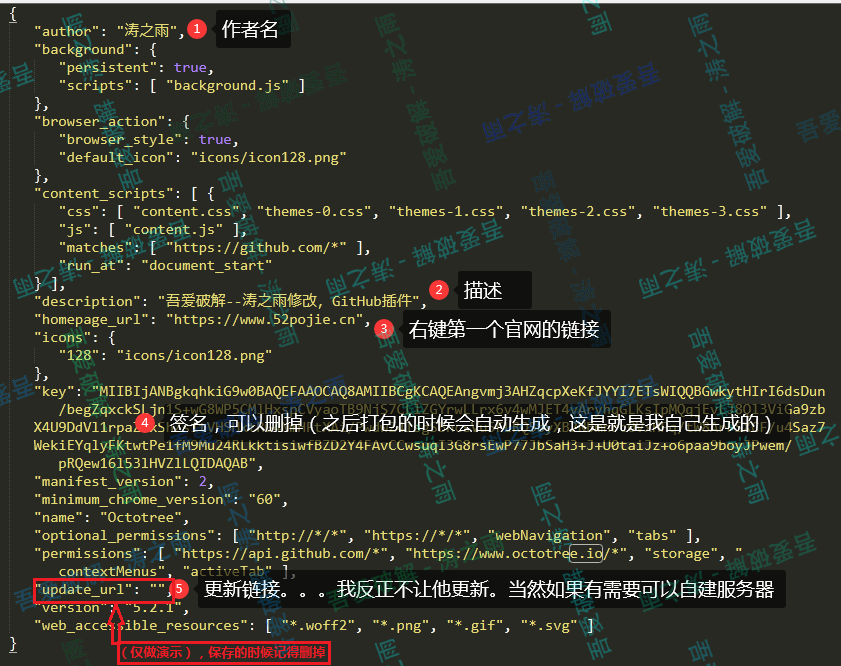 {
"author": "涛之雨", 1 作者名
"background": {
"persistent": true,
"scripts": [ "background.js" ]
},
"browser_action": {
"browser_style": true,
"default_icon": "icons/icon128.png"
},
"content_scripts": [ {
"css": [ "content.css", "themes-0.css", "themes-1.css", "themes-2.css", "themes-3.css" ],
"js": [ "content.js" ],
"matches": [ "https://github.com/*" ],
"run_at": "document_start"
} ],
"description": "吾爱破解--涛之雨修改, GitHub插件", 2 描述
"homepage_url": "https://www.52pojie.cn", 3 右键第一个官网的链接
"icons": {
"128": "icons/icon128.png"
},
"key": "MIIBIjANBgkqhkiG9w0BAQEFAAOCAQ8AMIIBCgKCAQEAngvmj3AHZqcpXeKfJYYI7ETsWIQQBGwkytHIrI6dsDun
4 签名，可以删掉（之后打包的时候会自动生成，这是就是我自己生成的）
pRQew16l53lHVZlLQIDAQAB",
"manifest_version": 2,
"minimum_chrome_version": "60",
"name": "Octotree",
"optional_permissions": [ "http://*/*", "https://*/*", "webNavigation", "tabs" ],
"permissions": [ "https://api.github.com/*", "https://www.octotree.io/*", "storage", "
contextMenus", "activeTab" ],
"update_url": "", 5 更新链接。。。我反正不让他更新。当然如果有需要可以自建服务器
"version": "5.2.1",
"web_accessible_resources": [ "*.woff2", "*.png", "*.gif", "*.svg" ]
}
（仅做演示），保存的时候记得删掉
吾爱破解 - 涛之雨